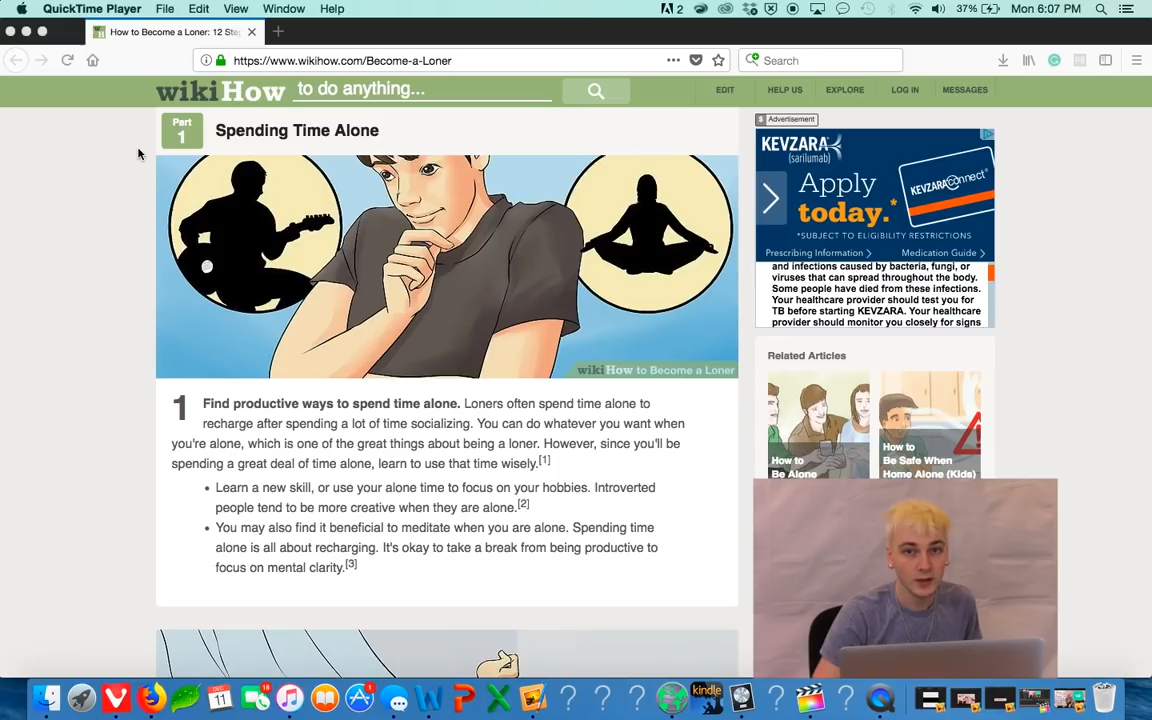 QuickTime Player File Edit View Window Help
2 37% Mon 6:07 PM
How to Become a Loner: 12 Ste
https://www.wikihow.com/Become-a-Loner
Search
wikiHow to do anything...
EDIT HELP US EXPLORE LOG IN MESSAGES
Part
1
Spending Time Alone
wikiHow to Become a Loner
1 Find productive ways to spend time alone. Loners often spend time alone to
recharge after spending a lot of time socializing. You can do whatever you want when
you're alone, which is one of the great things about being a loner. However, since you'll be
spending a great deal of time alone, learn to use that time wisely.[1]
• Learn a new skill, or use your alone time to focus on your hobbies. Introverted
people tend to be more creative when they are alone.[2]
• You may also find it beneficial to meditate when you are alone. Spending time
alone is all about recharging. It's okay to take a break from being productive to
focus on mental clarity.[3]
$ Advertisement
KEVZARA
(sarilumab)
Apply
today.*
KEVZARAconnect
*SUBJECT TO ELIGIBILITY RESTRICTIONS
Prescribing Information > Medication Guide >
and infections caused by bacteria, fungi, or
viruses that can spread throughout the body.
Some people have died from these infections.
Your healthcare provider should test you for
TB before starting KEVZARA. Your healthcare
provider should monitor you closely for signs
Related Articles
How to
Be Alone
How to
Be Safe When
Home Alone (Kids)
DEC
11
18
1
kindle